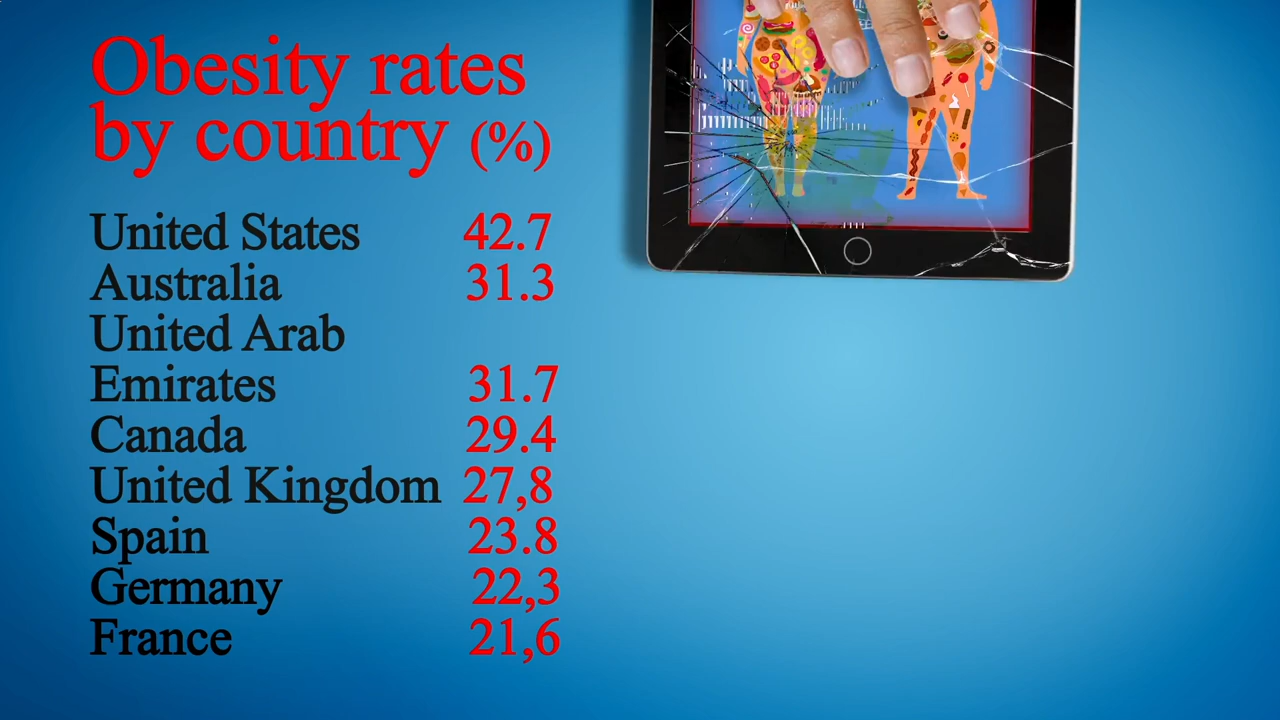 Obesity rates
by country (%)
United States 42.7
Australia 31.3
United Arab
Emirates 31.7
Canada 29.4
United Kingdom 27,8
Spain 23.8
Germany 22,3
France 21,6